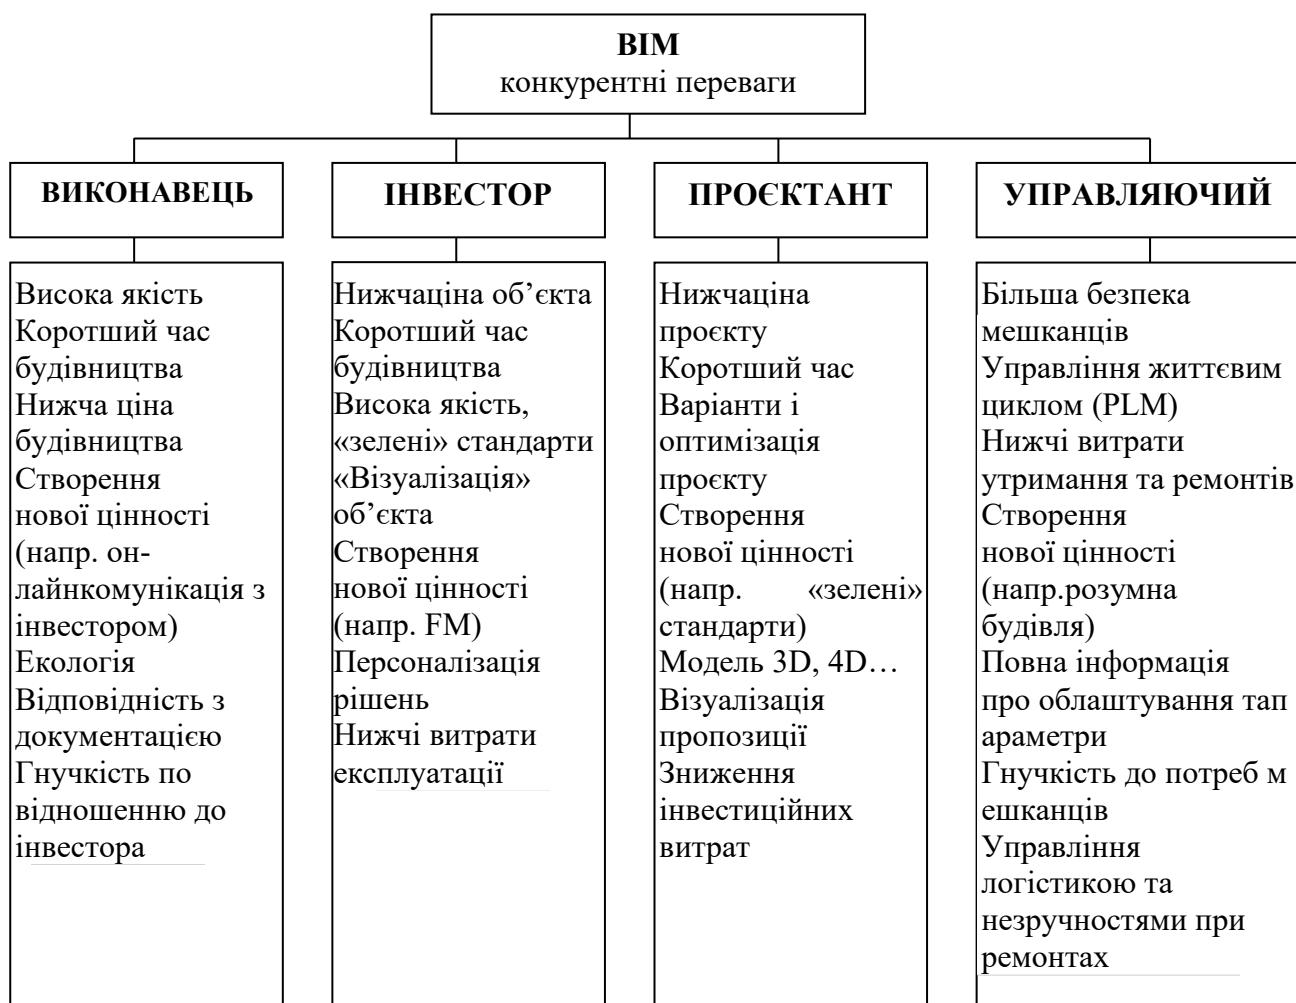 BIM
конкурентні переваги
ВИКОНАВЕЦЬ
Висока якість
Коротший час
будівництва
Нижча ціна
будівництва
Створення
нової цінності
(напр. он-
лайнкомунікація з
інвестором)
Екологія
Відповідність з
документацією
Гнучкість по
відношенню до
інвестора
ІНВЕСТОР
Нижчаціна об’єкта
Коротший час
будівництва
Висока якість,
«зелені» стандарти
«Візуалізація»
об’єкта
Створення
нової цінності
(напр. FM)
Персоналізація
рішень
Нижчі витрати
експлуатації
ПРОЄКТАНТ
Нижчаціна
проєкту
Коротший час
Варіанти і
оптимізація
проєкту
Створення
нової цінності
(напр. «зелені»
стандарти)
Модель 3D, 4D…
Візуалізація
пропозиції
Зниження
інвестиційних
витрат
УПРАВЛЯЮЧИЙ
Більша безпека
мешканців
Управління життєвим
циклом (PLM)
Нижчі витрати
утримання та ремонтів
Створення
нової цінності
(напр.розумна
будівля)
Повна інформація
про облаштування тап
араметри
Гнучкість до потреб м
ешканців
Управління
логістикою та
незручностями при
ремонтах